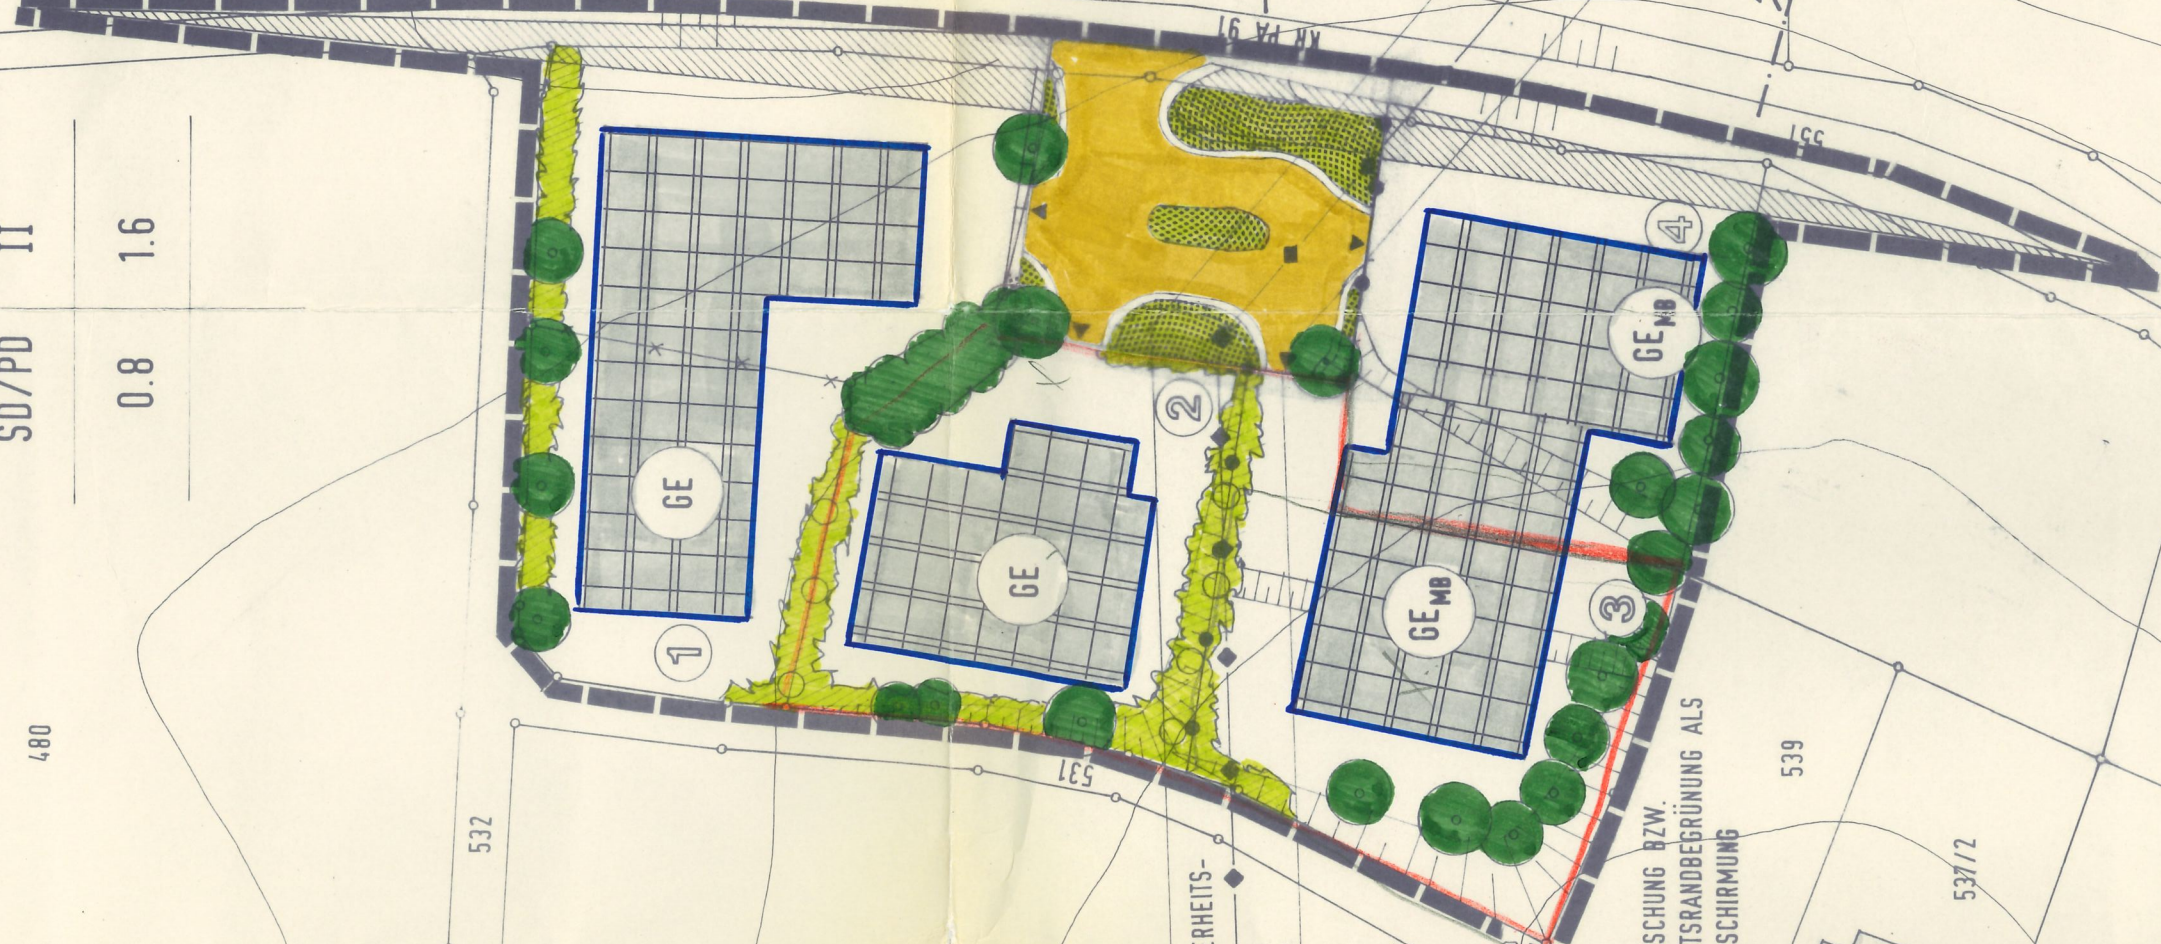 KR PA 91
551
II
1.6
SD/PD
0.8
480
532
531
GE
GE
GE MB
GE MB
1
2
3
4
ERHEITS-
SCHUNG BZW.
TSRANDBEGRÜNUNG ALS
SCHIRMUNG
539
537/2